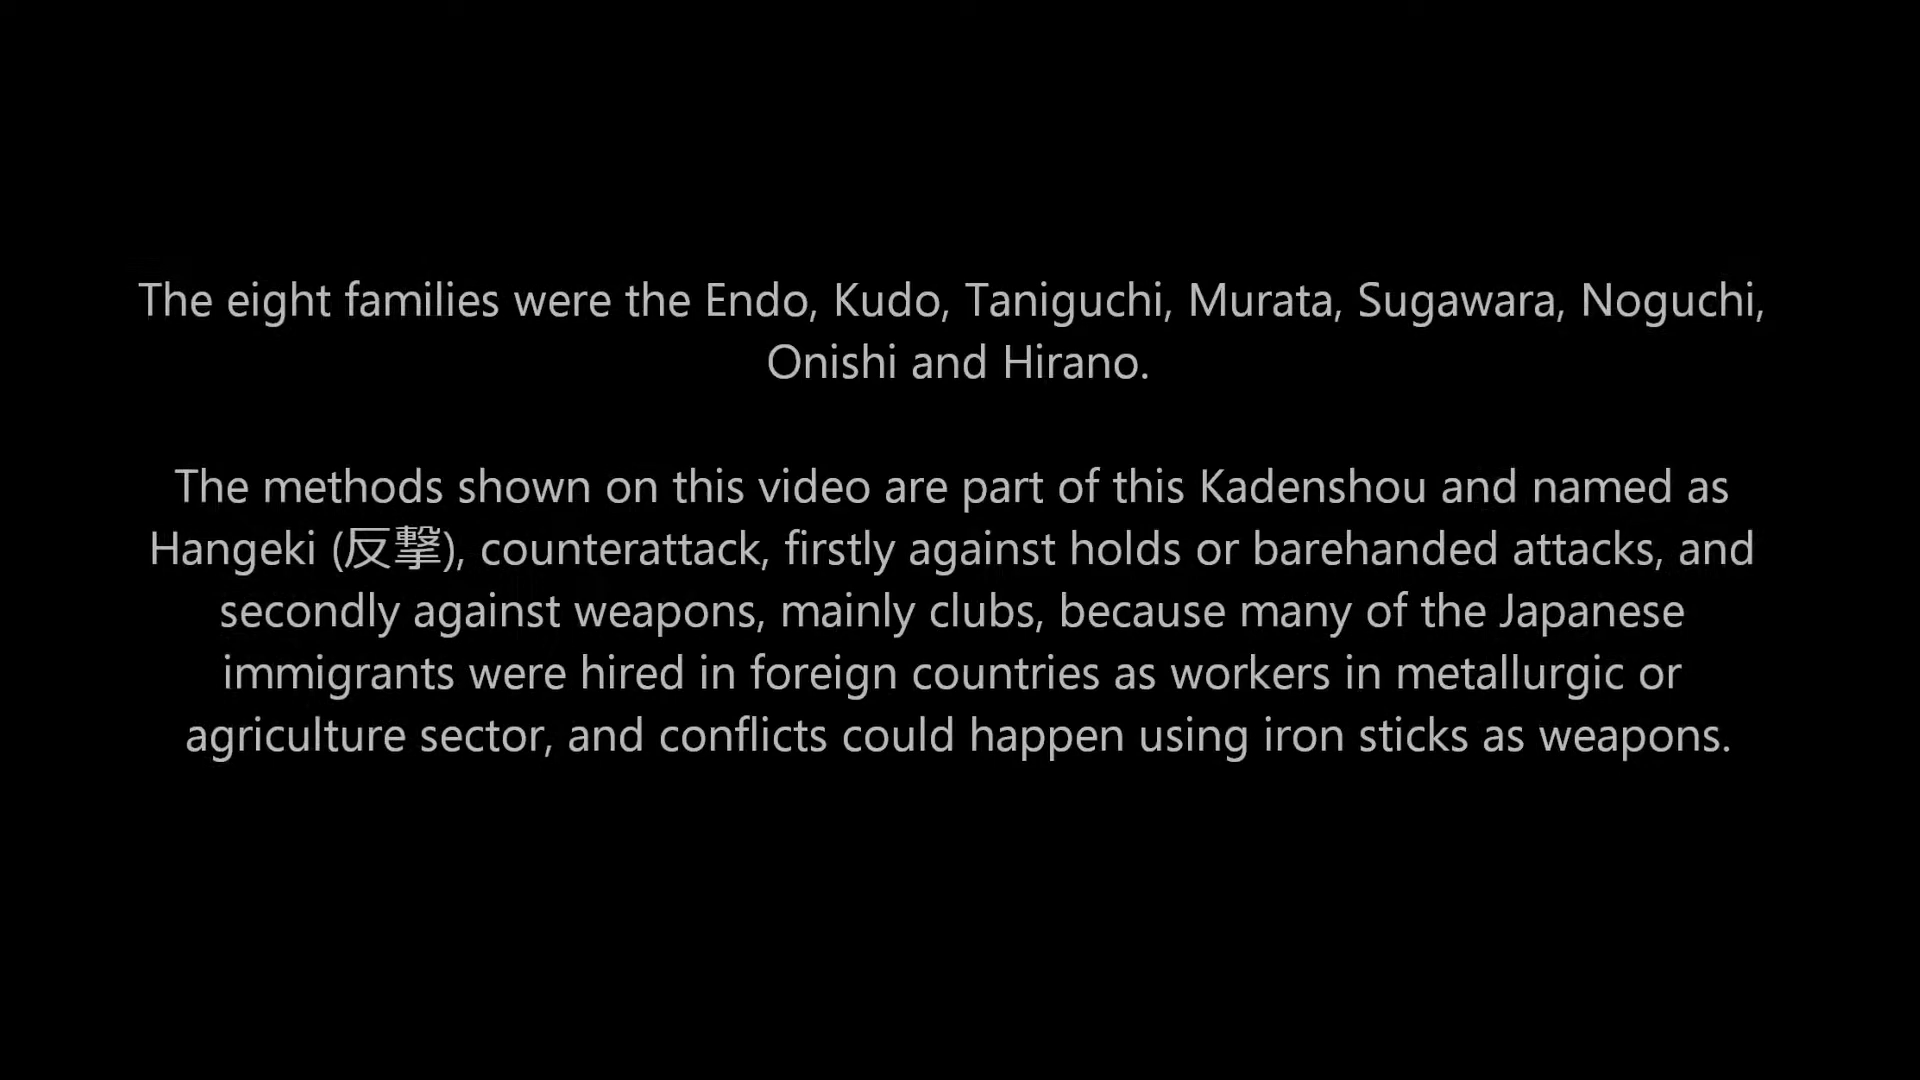 The eight families were the Endo, Kudo, Taniguchi, Murata, Sugawara, Noguchi,
Onishi and Hirano.
The methods shown on this video are part of this Kadenshou and named as
Hangeki (反撃), counterattack, firstly against holds or barehanded attacks, and
secondly against weapons, mainly clubs, because many of the Japanese
immigrants were hired in foreign countries as workers in metallurgic or
agriculture sector, and conflicts could happen using iron sticks as weapons.